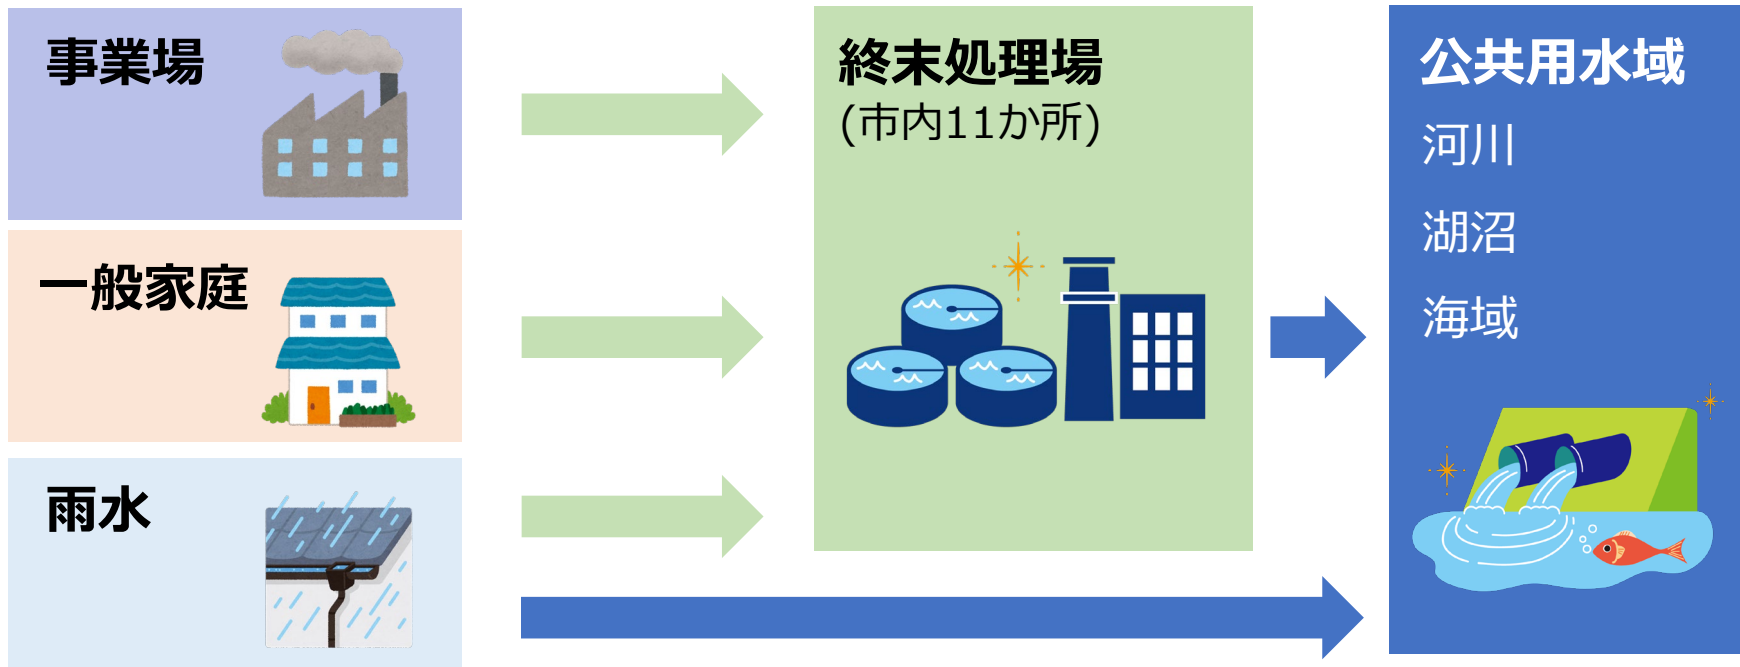 事業場
一般家庭
雨水
終末処理場
(市内11か所)
公共用水域
河川
湖沼
海域